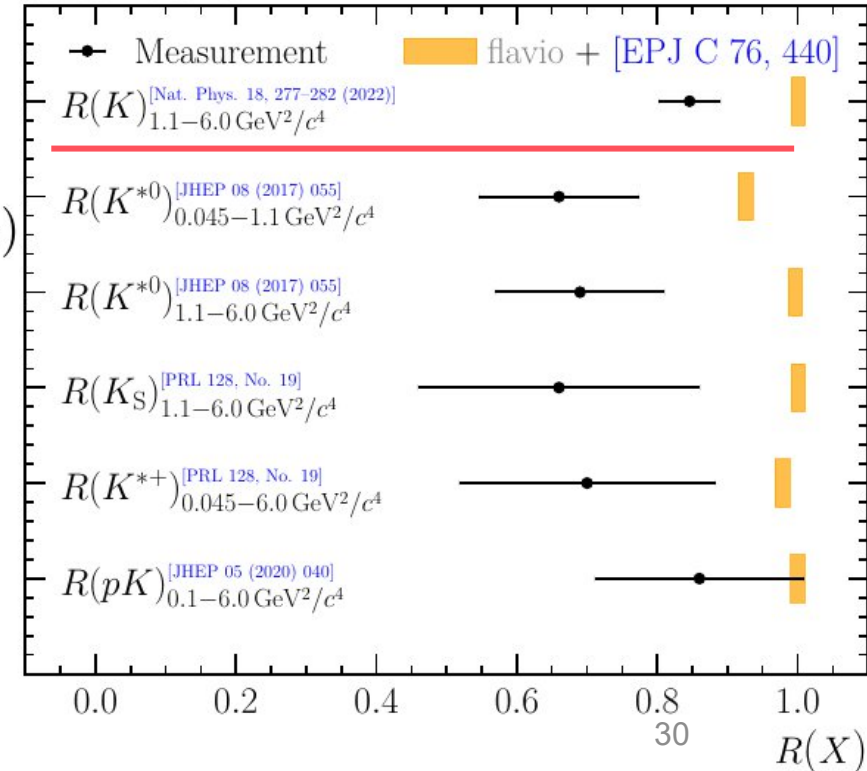 Measurement flavio + [EPJ C 76, 440]
R(K)[Nat. Phys. 18, 277–282 (2022)] 1.1−6.0 GeV²/c⁴
)
R(K*⁰)[JHEP 08 (2017) 055] 0.045−1.1 GeV²/c⁴
R(K*⁰)[JHEP 08 (2017) 055] 1.1−6.0 GeV²/c⁴
R(K_S)[PRL 128, No. 19] 1.1−6.0 GeV²/c⁴
R(K*⁺)[PRL 128, No. 19] 0.045−6.0 GeV²/c⁴
R(pK)[JHEP 05 (2020) 040] 0.1−6.0 GeV²/c⁴
0.0 0.2 0.4 0.6 0.8 1.0
30
R(X)